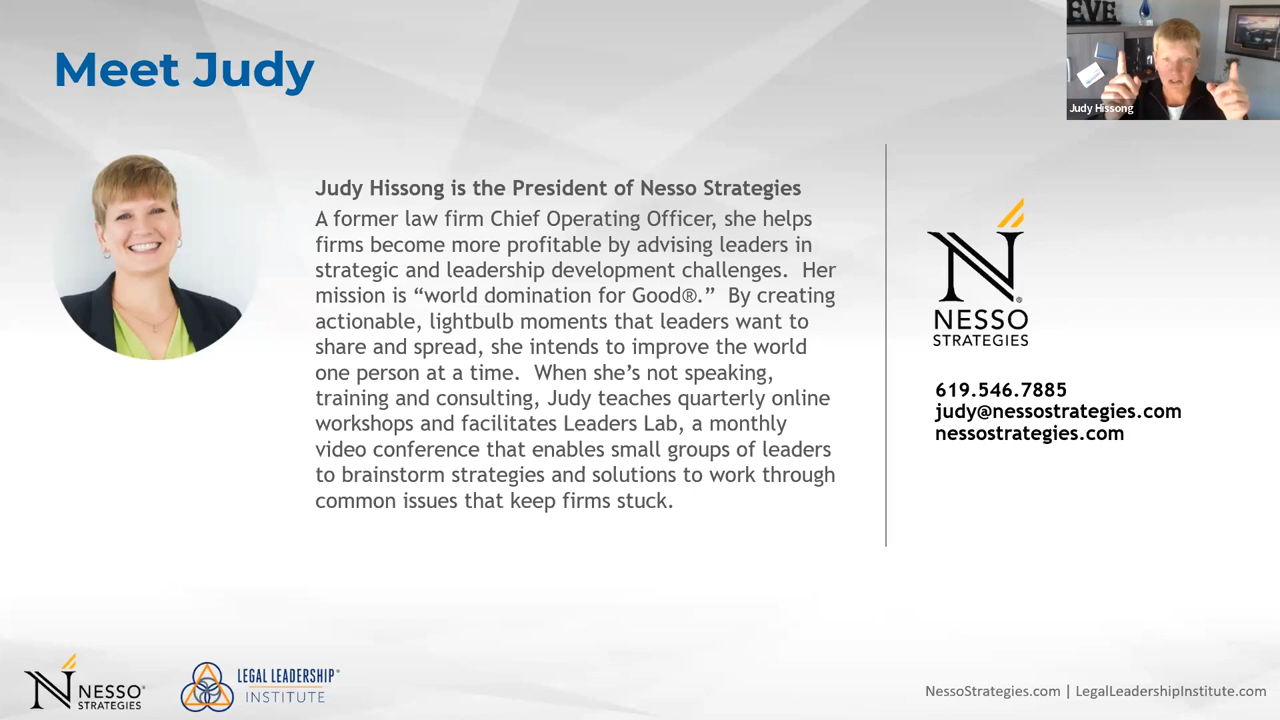 Meet Judy
EVE
Judy Hissong
Judy Hissong is the President of Nesso Strategies
A former law firm Chief Operating Officer, she helps
firms become more profitable by advising leaders in
strategic and leadership development challenges.  Her
mission is “world domination for Good®.”  By creating
actionable, lightbulb moments that leaders want to
share and spread, she intends to improve the world
one person at a time.  When she’s not speaking,
training and consulting, Judy teaches quarterly online
workshops and facilitates Leaders Lab, a monthly
video conference that enables small groups of leaders
to brainstorm strategies and solutions to work through
common issues that keep firms stuck.
N®
NESSO
STRATEGIES
619.546.7885
judy@nessostrategies.com
nessostrategies.com
N NESSO®
STRATEGIES
LEGAL LEADERSHIP®
INSTITUTE
NessoStrategies.com | LegalLeadershipInstitute.com